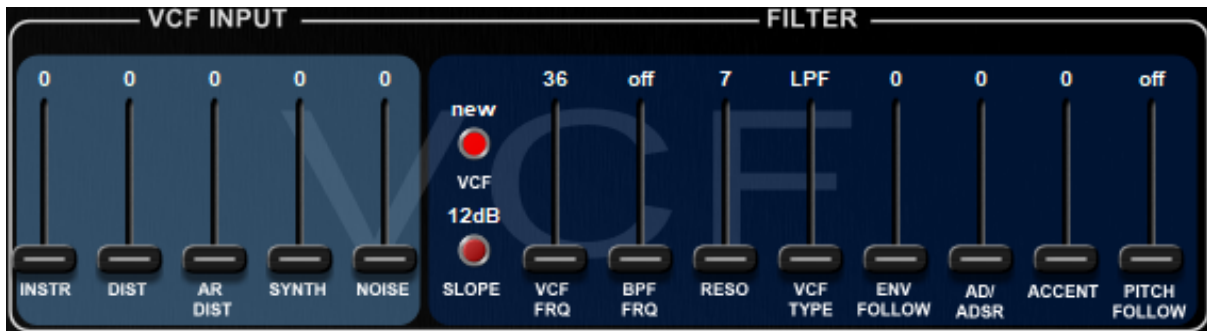 VCF INPUT
FILTER
0 0 0 0 0
36 off 7 LPF 0 0 0 off
new
VCF
12dB
SLOPE
INSTR DIST AR DIST SYNTH NOISE
VCF FRQ BPF FRQ RESO VCF TYPE ENV FOLLOW AD/ ADSR ACCENT PITCH FOLLOW
VCF